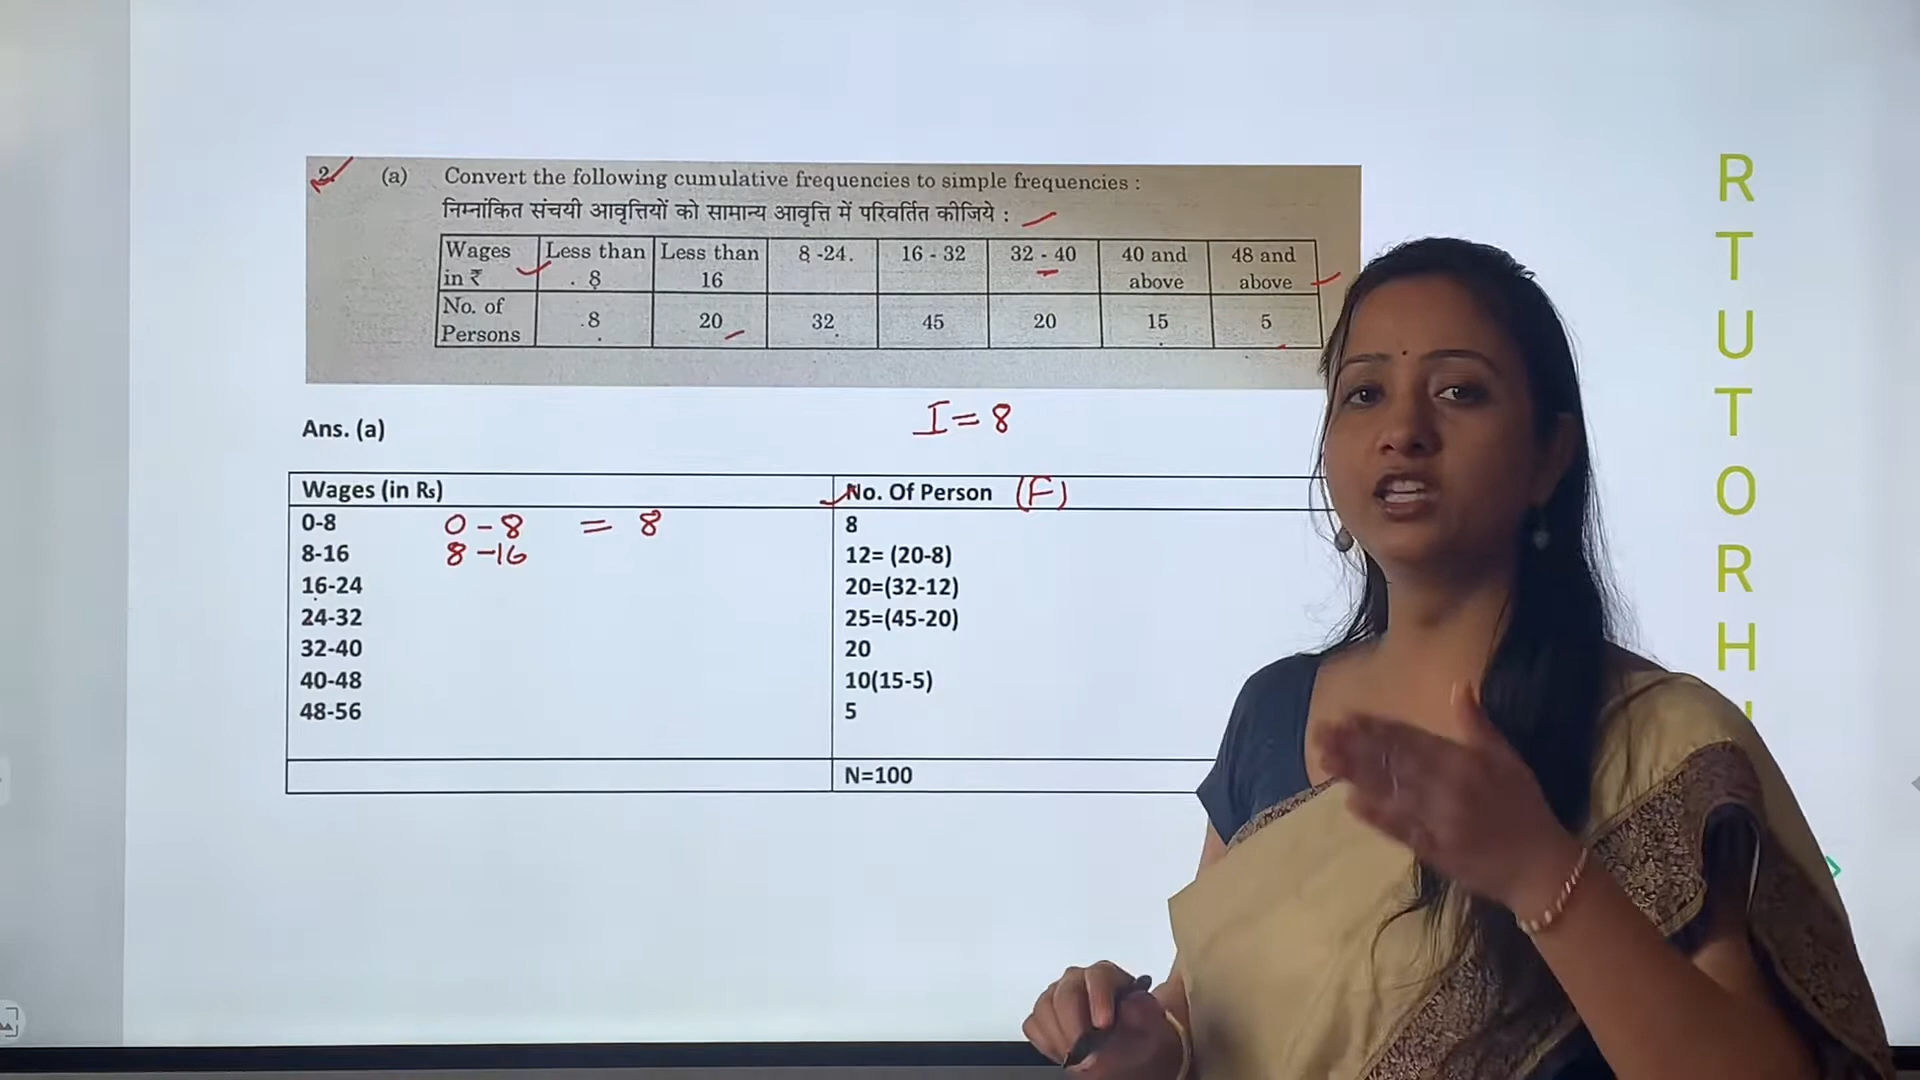 2. (a) Convert the following cumulative frequencies to simple frequencies :
निम्नांकित संचयी आवृत्तियों को सामान्य आवृत्ति में परिवर्तित कीजिये :
Wages in ₹ Less than 8 Less than 16 8 -24. 16 - 32 32 - 40 40 and above 48 and above
No. of Persons 8 20 32 45 20 15 5
I = 8
Ans. (a)
Wages (in Rs) No. Of Person (F)
0-8 0 - 8 = 8 8
8-16 8 - 16 12= (20-8)
16-24 20=(32-12)
24-32 25=(45-20)
32-40 20
40-48 10(15-5)
48-56 5
N=100
R
T
U
T
O
R
H